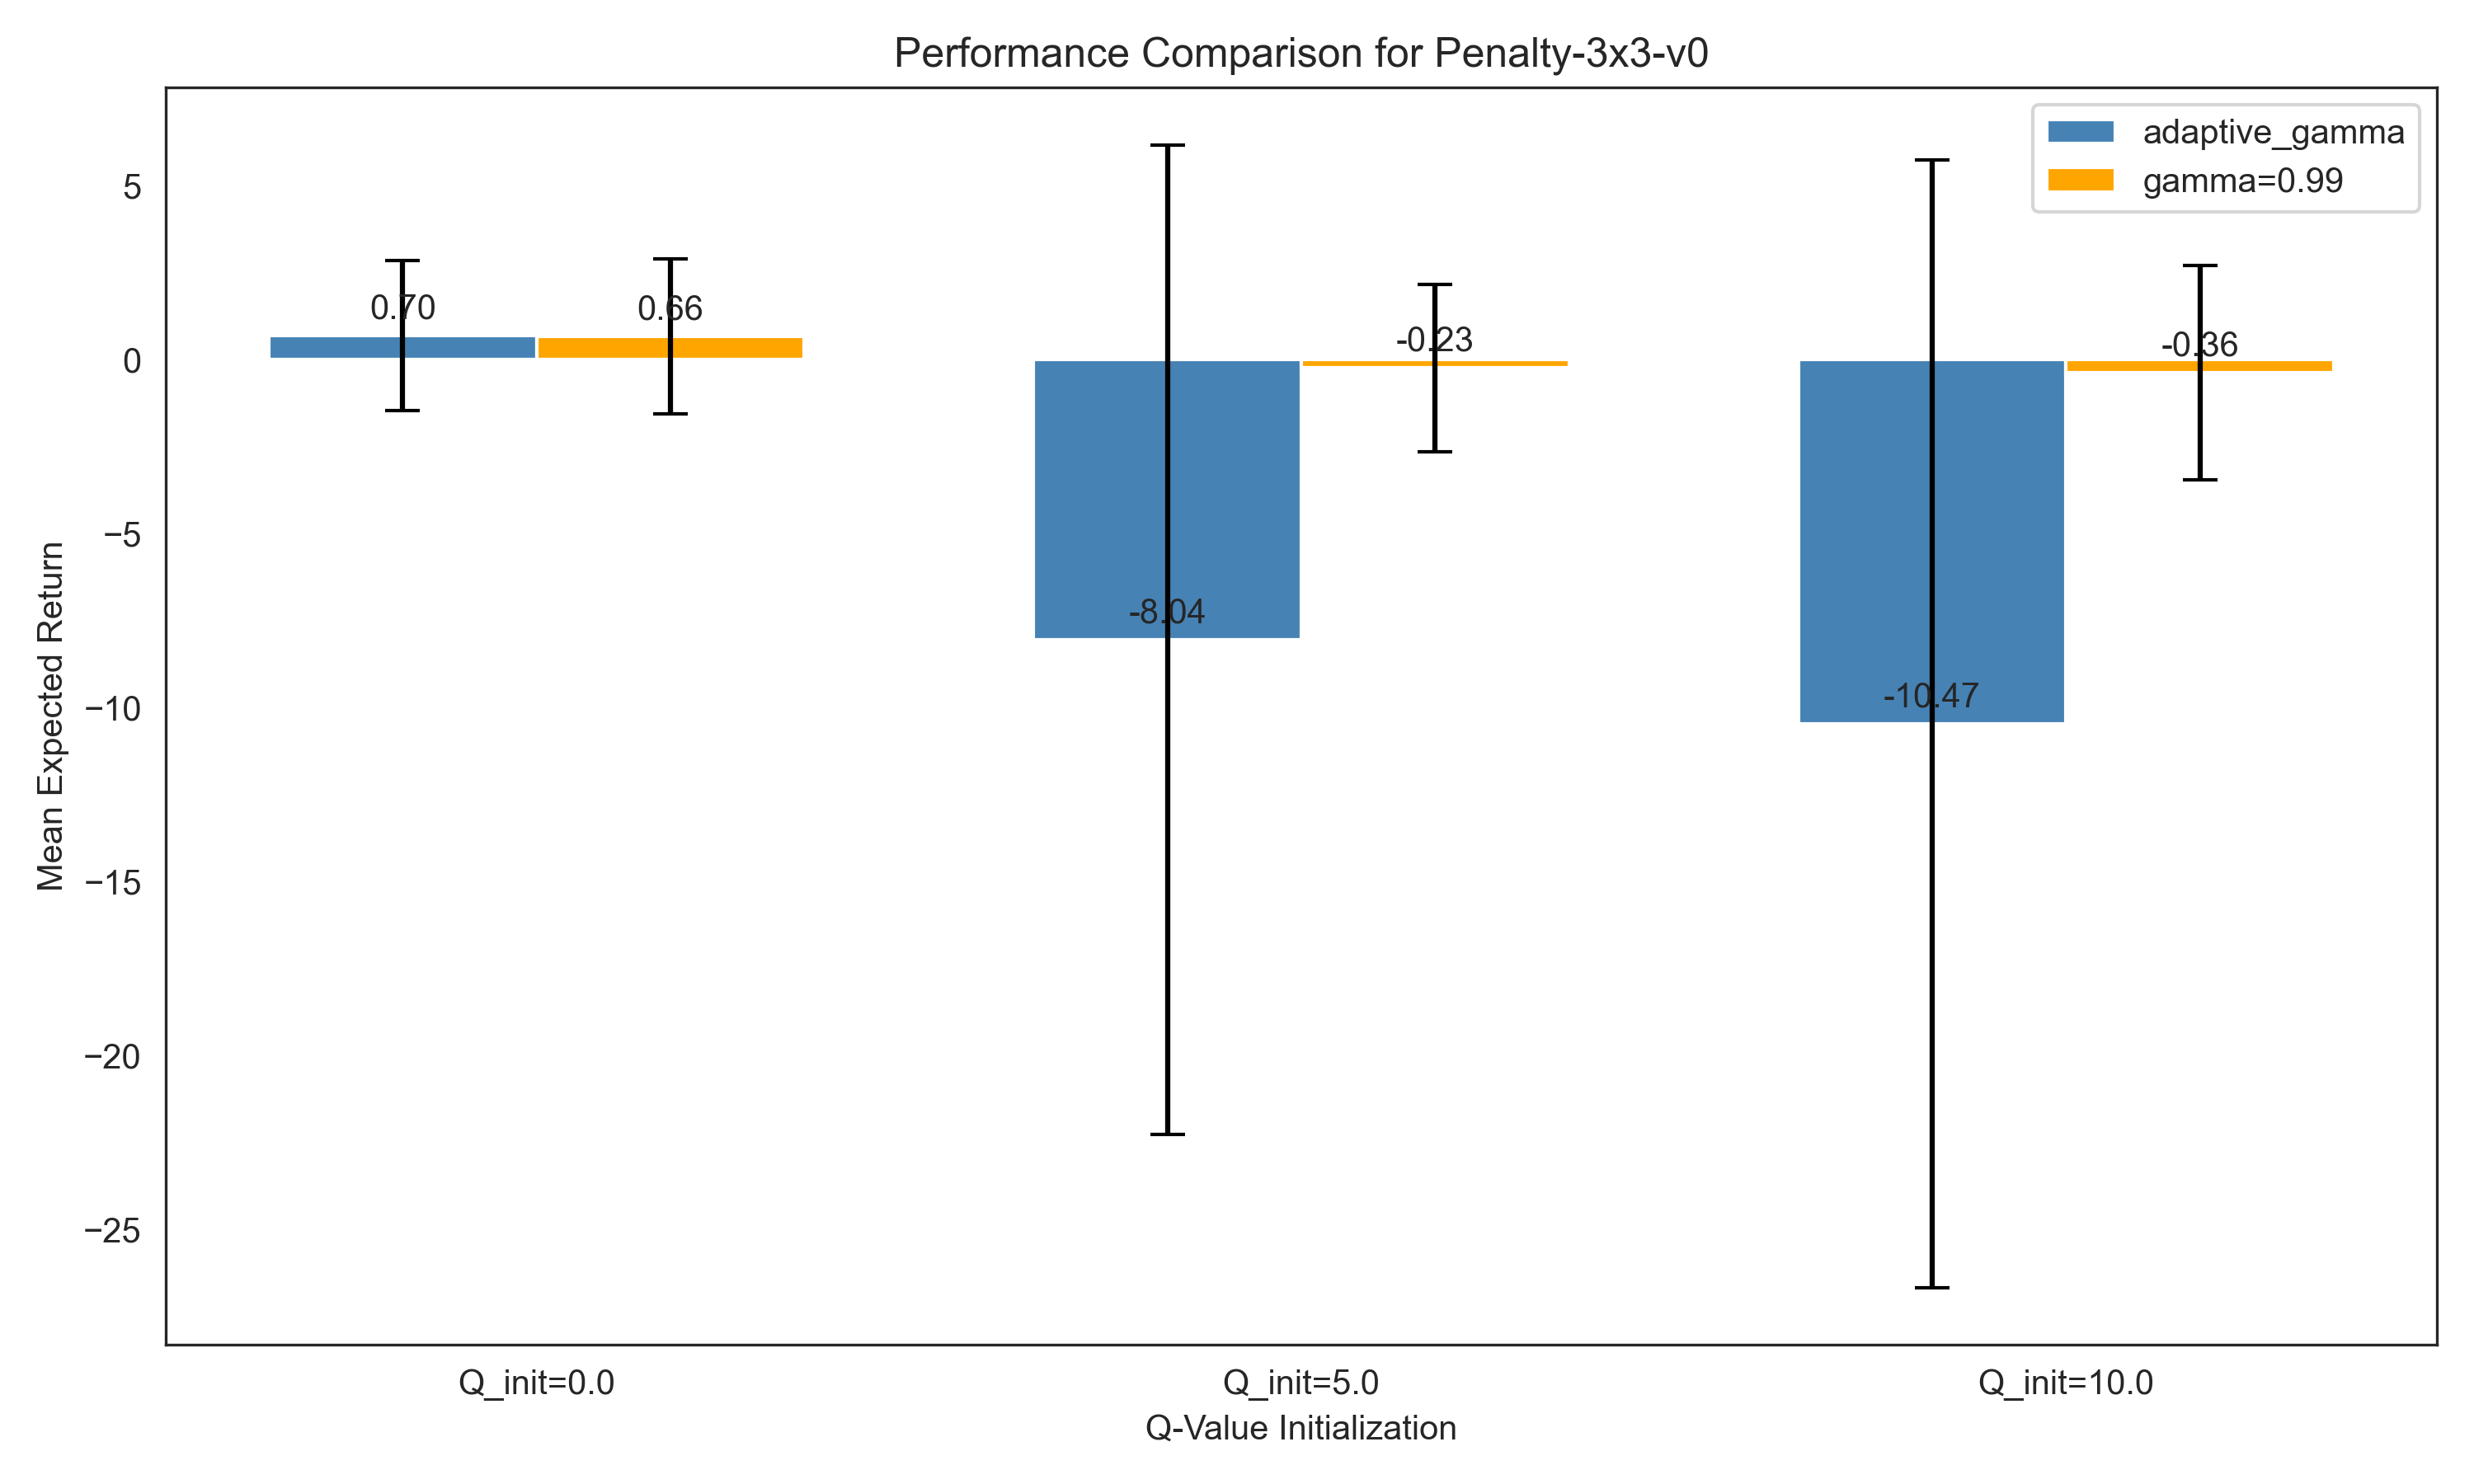 Performance Comparison for Penalty-3x3-v0
adaptive_gamma
gamma=0.99
Mean Expected Return
5
0
−5
−10
−15
−20
−25
0.70
0.66
-8.04
-0.23
-10.47
-0.36
Q_init=0.0
Q_init=5.0
Q_init=10.0
Q-Value Initialization